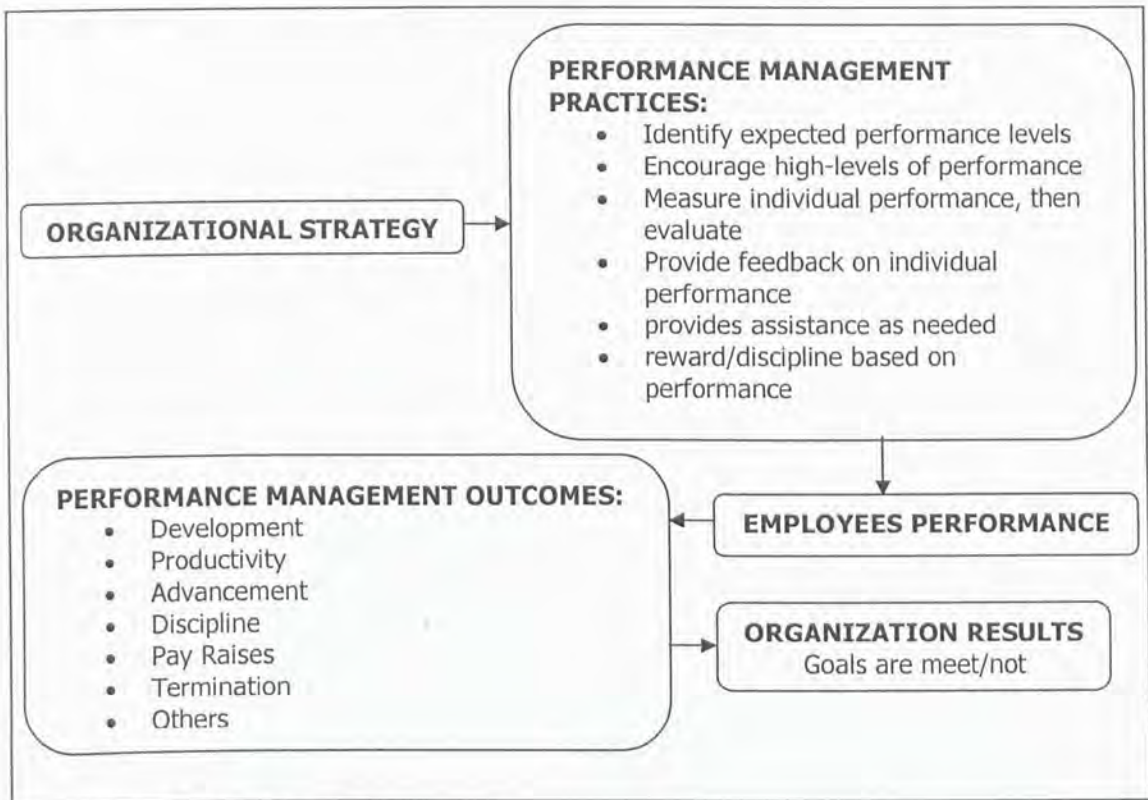 ORGANIZATIONAL STRATEGY
PERFORMANCE MANAGEMENT
PRACTICES:
• Identify expected performance levels
• Encourage high-levels of performance
• Measure individual performance, then
evaluate
• Provide feedback on individual
performance
• provides assistance as needed
• reward/discipline based on
performance
EMPLOYEES PERFORMANCE
PERFORMANCE MANAGEMENT OUTCOMES:
• Development
• Productivity
• Advancement
• Discipline
• Pay Raises
• Termination
• Others
ORGANIZATION RESULTS
Goals are meet/not